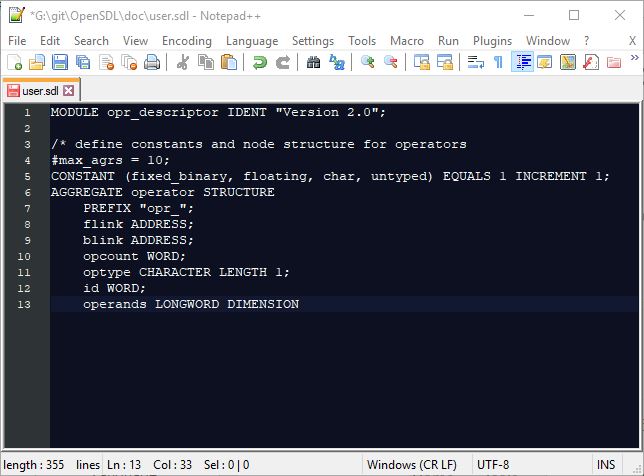 *G:\git\OpenSDL\doc\user.sdl - Notepad++
File Edit Search View Encoding Language Settings Tools Macro Run Plugins Window ? X
user.sdl
1 MODULE opr_descriptor IDENT "Version 2.0";
2
3 /* define constants and node structure for operators
4 #max_agrs = 10;
5 CONSTANT (fixed_binary, floating, char, untyped) EQUALS 1 INCREMENT 1;
6 AGGREGATE operator STRUCTURE
7 PREFIX "opr_";
8 flink ADDRESS;
9 blink ADDRESS;
10 opcount WORD;
11 optype CHARACTER LENGTH 1;
12 id WORD;
13 operands LONGWORD DIMENSION
length : 355 lines Ln : 13 Col : 33 Sel : 0 | 0 Windows (CR LF) UTF-8 INS